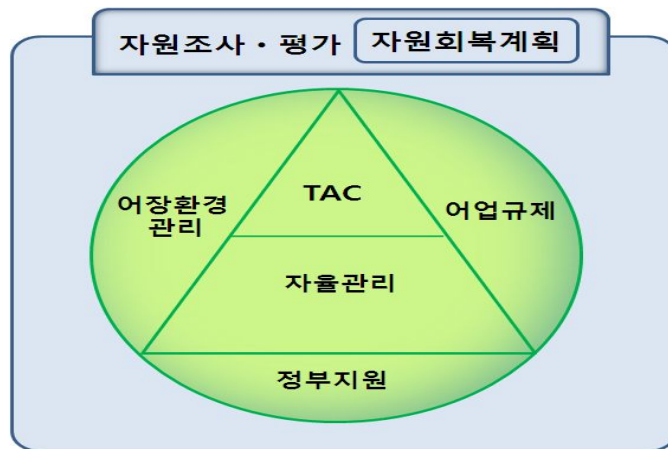 자원조사・평가 자원회복계획
TAC
어장환경
관리
어업규제
자율관리
정부지원